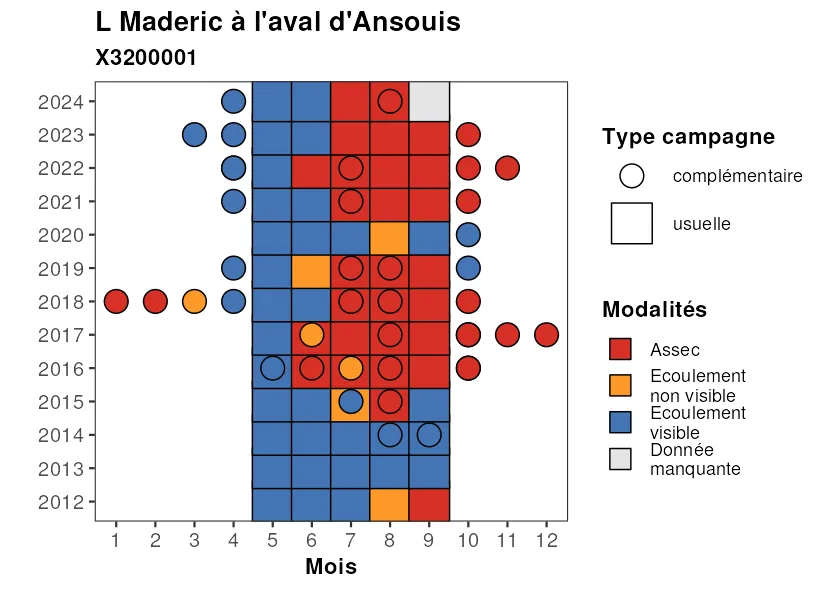 L Maderic à l'aval d'Ansouis
X3200001
2024
2023
2022
2021
2020
2019
2018
2017
2016
2015
2014
2013
2012
1 2 3 4 5 6 7 8 9 10 11 12
Mois
Type campagne
complémentaire
usuelle
Modalités
Assec
Ecoulement
non visible
Ecoulement
visible
Donnée
manquante